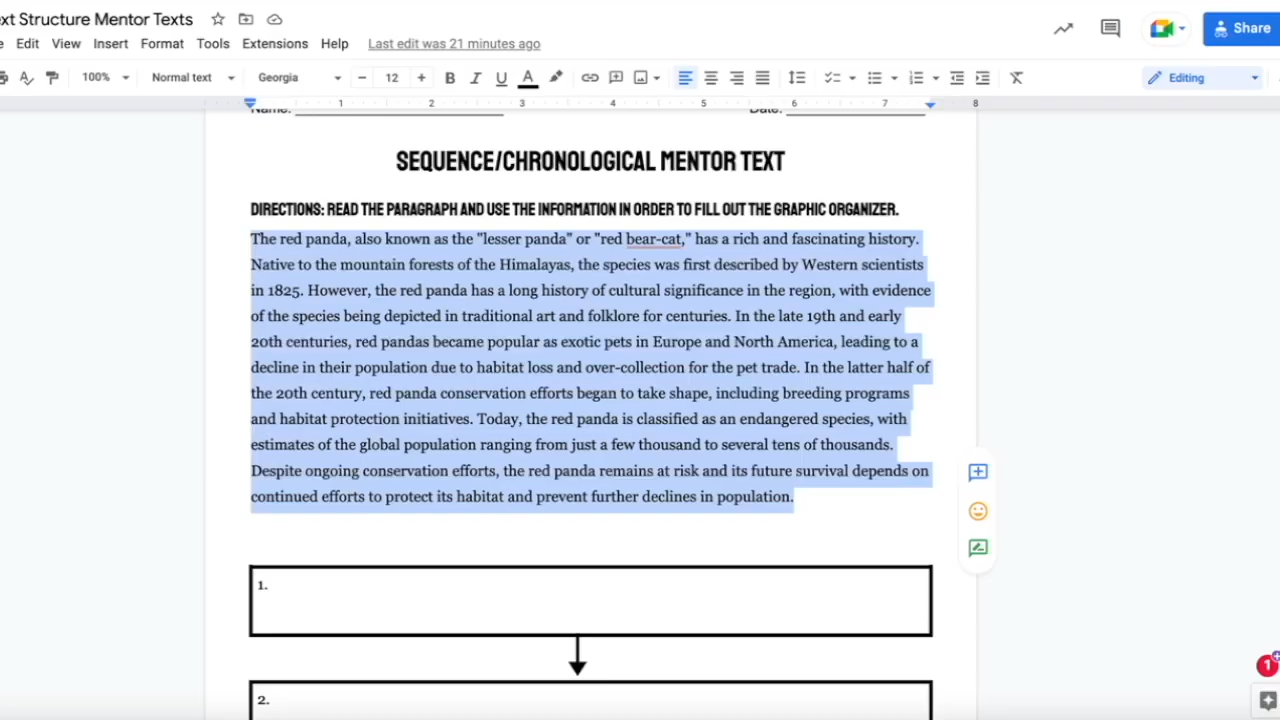 ext Structure Mentor Texts
Edit View Insert Format Tools Extensions Help Last edit was 21 minutes ago
Share
100% Normal text Georgia 12 B I U A Editing
1 2 3 4 5 6 7 8
Name: Date:
SEQUENCE/CHRONOLOGICAL MENTOR TEXT
DIRECTIONS: READ THE PARAGRAPH AND USE THE INFORMATION IN ORDER TO FILL OUT THE GRAPHIC ORGANIZER.
The red panda, also known as the "lesser panda" or "red bear-cat," has a rich and fascinating history.
Native to the mountain forests of the Himalayas, the species was first described by Western scientists
in 1825. However, the red panda has a long history of cultural significance in the region, with evidence
of the species being depicted in traditional art and folklore for centuries. In the late 19th and early
20th centuries, red pandas became popular as exotic pets in Europe and North America, leading to a
decline in their population due to habitat loss and over-collection for the pet trade. In the latter half of
the 20th century, red panda conservation efforts began to take shape, including breeding programs
and habitat protection initiatives. Today, the red panda is classified as an endangered species, with
estimates of the global population ranging from just a few thousand to several tens of thousands.
Despite ongoing conservation efforts, the red panda remains at risk and its future survival depends on
continued efforts to protect its habitat and prevent further declines in population.
1.
2.
1